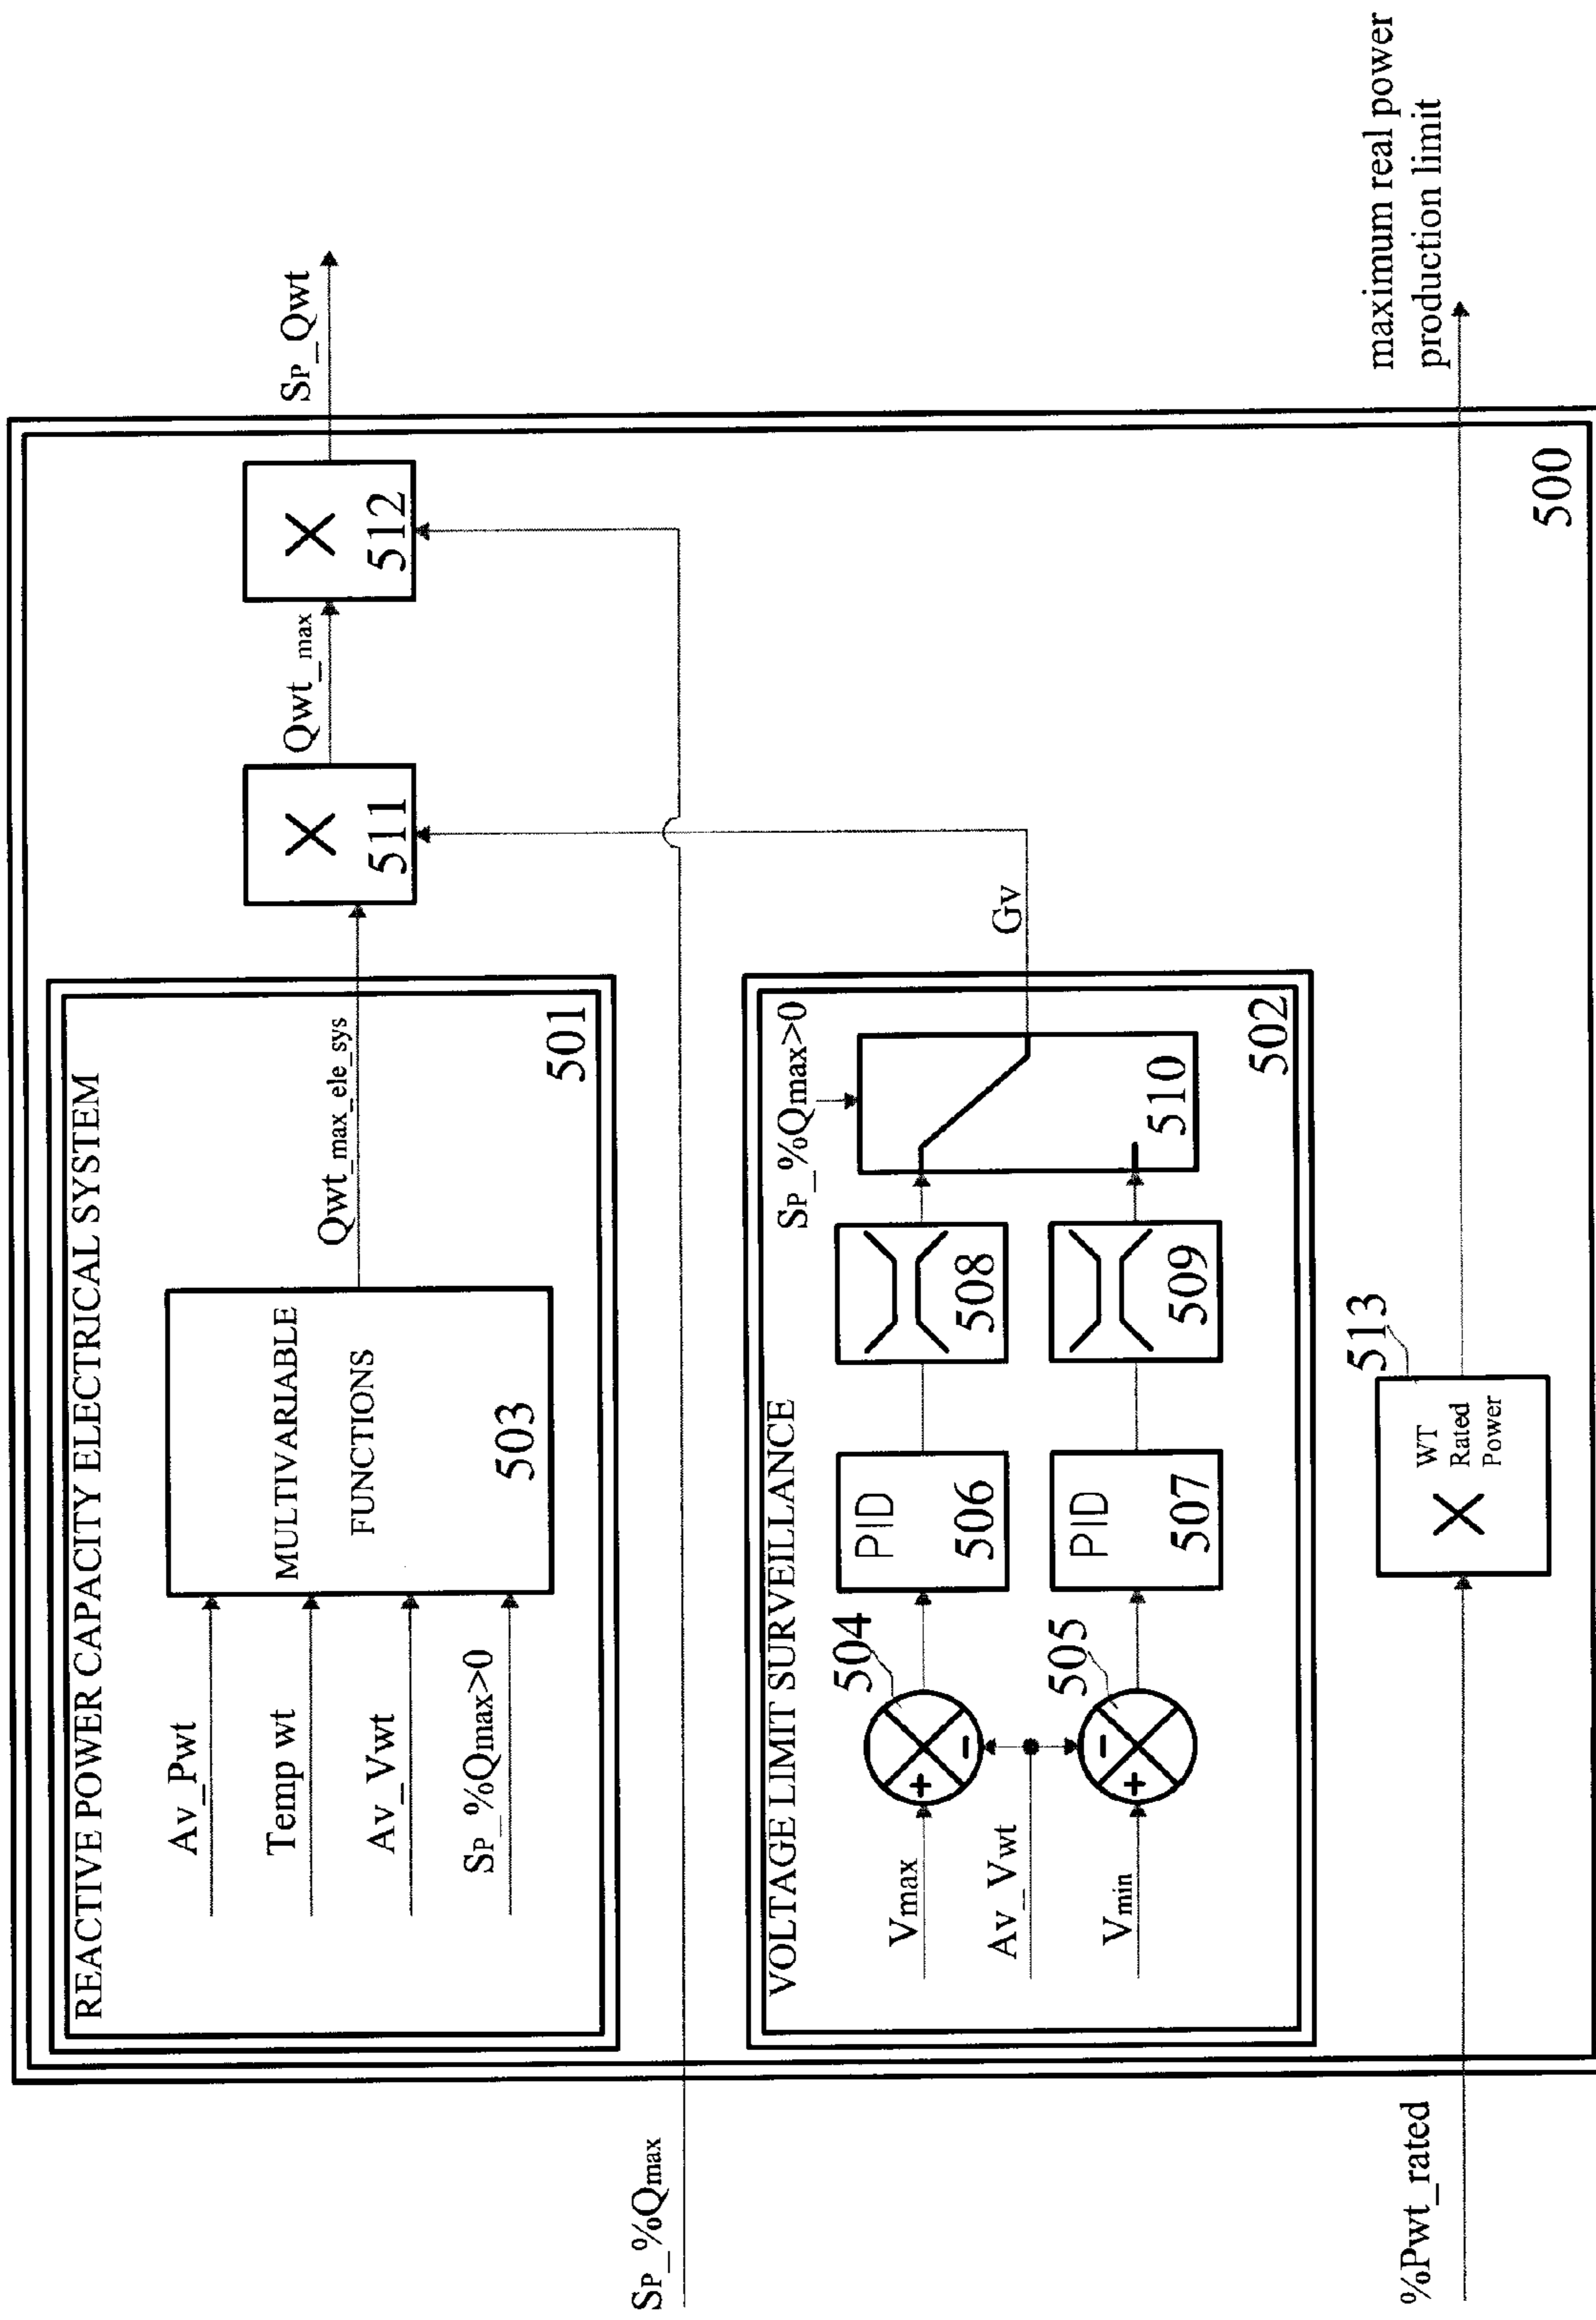 REACTIVE POWER CAPACITY ELECTRICAL SYSTEM
Av_Pwt
Temp wt
Av_Vwt
SP_%Qmax>0
MULTIVARIABLE
FUNCTIONS
503
Qwt_max_ele_sys
501
X
511
Qwt_max
X
512
SP_Qwt
SP_%Qmax
VOLTAGE LIMIT SURVEILLANCE
SP_%Qmax>0
Vmax
Av_Vwt
Vmin
+
-
504
+
-
505
PID
506
PID
507
508
509
510
502
Gv
%Pwt_rated
X
WT
Rated
Power
513
maximum real power
production limit
500